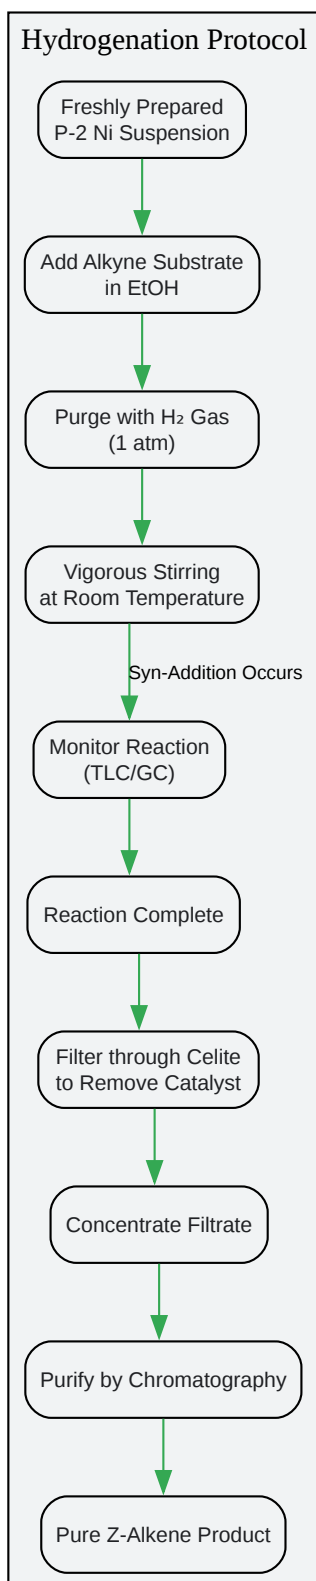 Hydrogenation Protocol
Freshly Prepared
P-2 Ni Suspension
Add Alkyne Substrate
in EtOH
Purge with H₂ Gas
(1 atm)
Vigorous Stirring
at Room Temperature
Syn-Addition Occurs
Monitor Reaction
(TLC/GC)
Reaction Complete
Filter through Celite
to Remove Catalyst
Concentrate Filtrate
Purify by Chromatography
Pure Z-Alkene Product